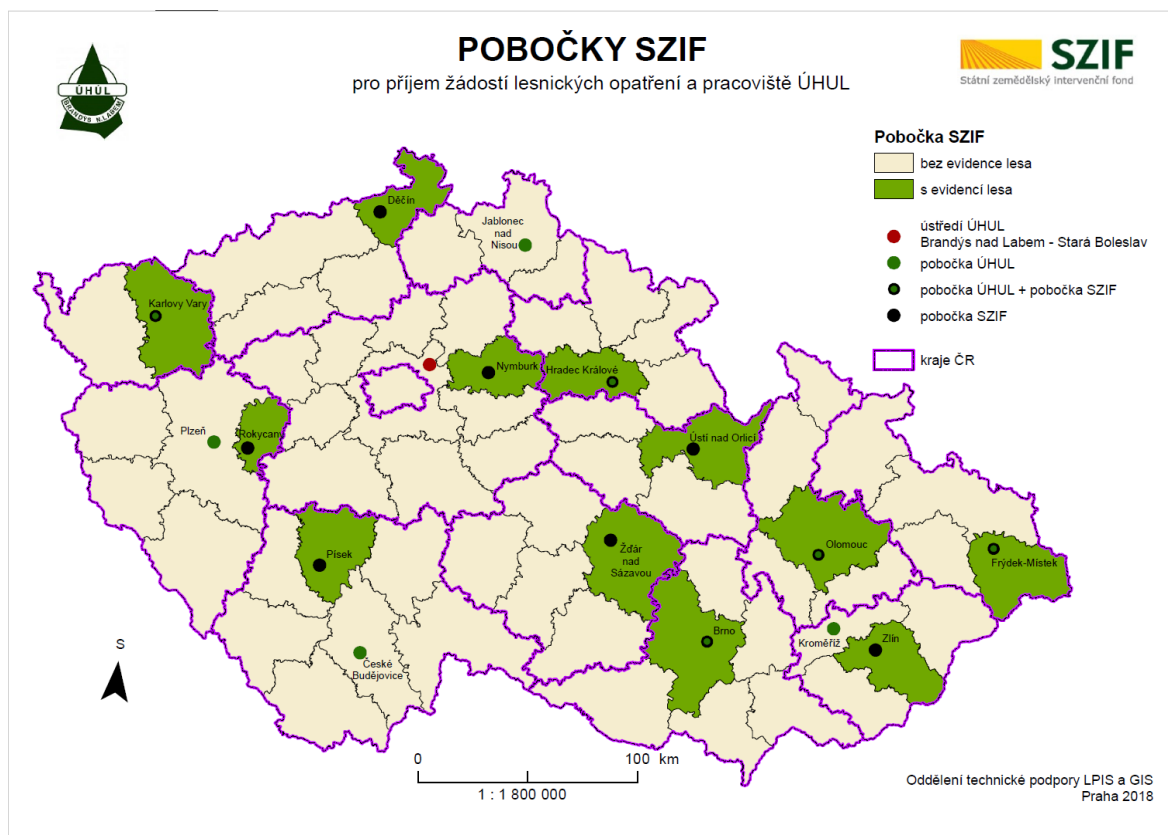 POBOČKY SZIF
pro příjem žádostí lesnických opatření a pracoviště ÚHUL
ÚHÚL
BRANDÝS N.LABEM
SZIF
Státní zemědělský intervenční fond
Pobočka SZIF
bez evidence lesa
s evidencí lesa
ústředí ÚHUL
Brandýs nad Labem - Stará Boleslav
pobočka ÚHUL
pobočka ÚHUL + pobočka SZIF
pobočka SZIF
kraje ČR
Děčín
Jablonec
nad
Nisou
Karlovy Vary
Nymburk
Hradec Králové
Plzeň
Rokycany
Ústí nad Orlicí
Písek
Žďár
nad
Sázavou
Olomouc
Frýdek-Místek
Brno
Kroměříž
Zlín
České
Budějovice
S
0 100 km
1 : 1 800 000
Oddělení technické podpory LPIS a GIS
Praha 2018